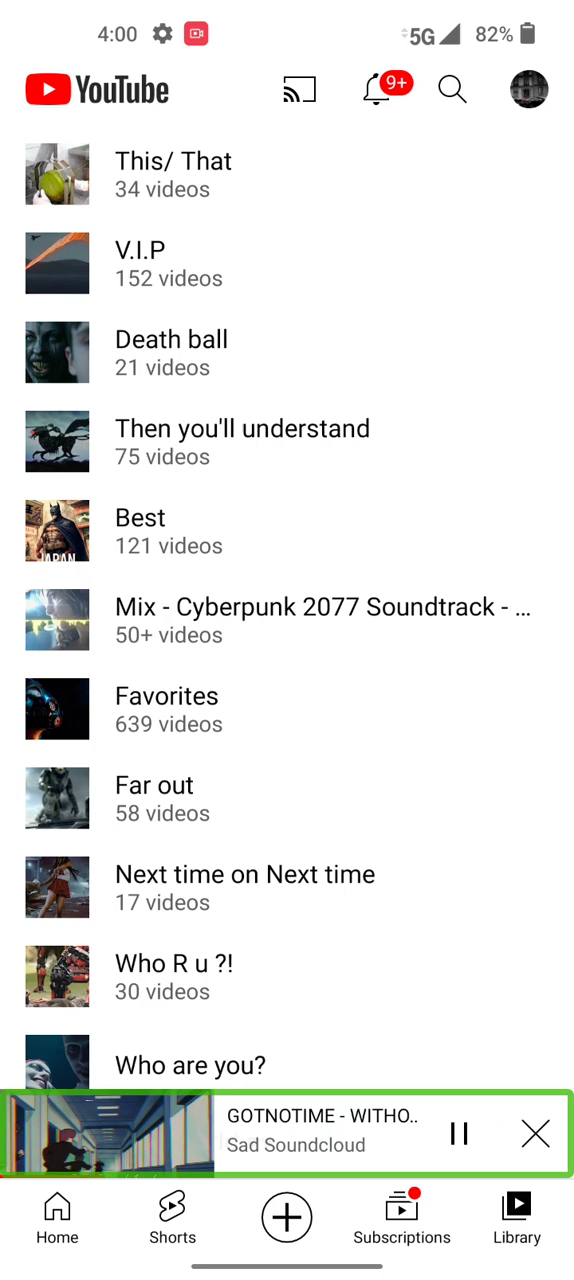 4:00 5G 82%
YouTube 9+
This/ That
34 videos
V.I.P
152 videos
Death ball
21 videos
Then you'll understand
75 videos
Best
121 videos
JAPAN
Mix - Cyberpunk 2077 Soundtrack - ...
50+ videos
Favorites
639 videos
Far out
58 videos
Next time on Next time
17 videos
Who R u ?!
30 videos
Who are you?
GOTNOTIME - WITHO..
Sad Soundcloud
Home Shorts Subscriptions Library